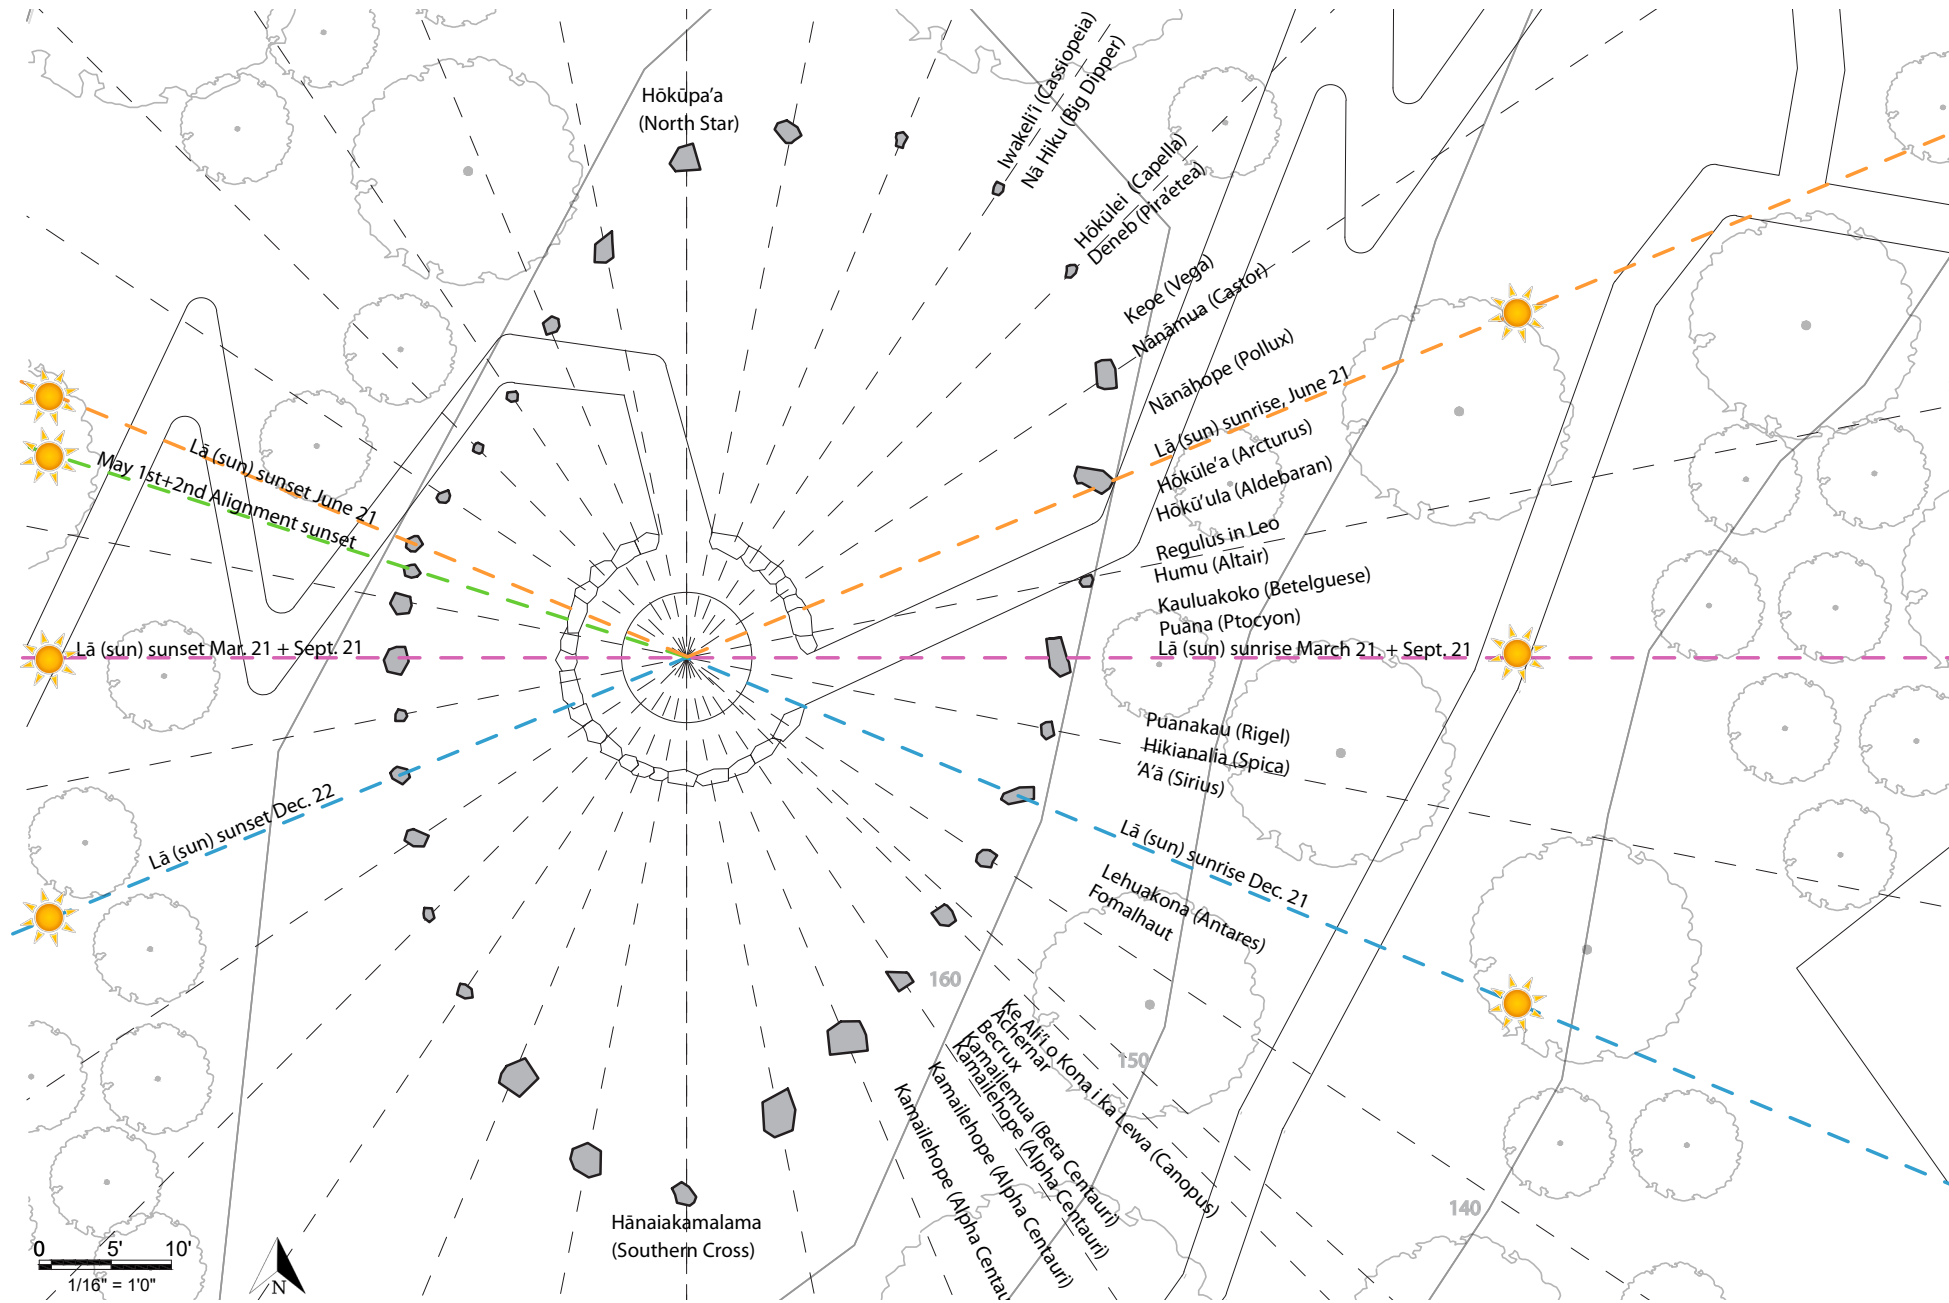 Hōkūpa'a
(North Star)
Iwakeli'i (Cassiopeia)
Nā Hiku (Big Dipper)
Hōkūlei (Capella)
Deneb (Pira'etea)
Keoe (Vega)
Nānāmua (Castor)
Nānāhope (Pollux)
Lā (sun) sunrise, June 21
Hōkūle'a (Arcturus)
Hōkū'ula (Aldebaran)
Regulus in Leo
Humu (Altair)
Kauluakoko (Betelguese)
Puana (Ptocyon)
Lā (sun) sunrise March 21. + Sept. 21
Lā (sun) sunset June 21
May 1st+2nd Alignment sunset
Lā (sun) sunset Mar. 21 + Sept. 21
Lā (sun) sunset Dec. 22
Puanakau (Rigel)
Hikianalia (Spica)
'A'ā (Sirius)
Lā (sun) sunrise Dec. 21
Lehuakona (Antares)
Fomalhaut
Ke Ali'i o Kona i ka Lewa (Canopus)
Achernar
Becrux
Kamailemua (Beta Centauri)
Kamailehope (Alpha Centauri)
Kamailehope (Alpha Centauri)
Kamailehope (Alpha Centau
160
150
140
Hānaiakamalama
(Southern Cross)
0 5' 10'
1/16" = 1'0"
N